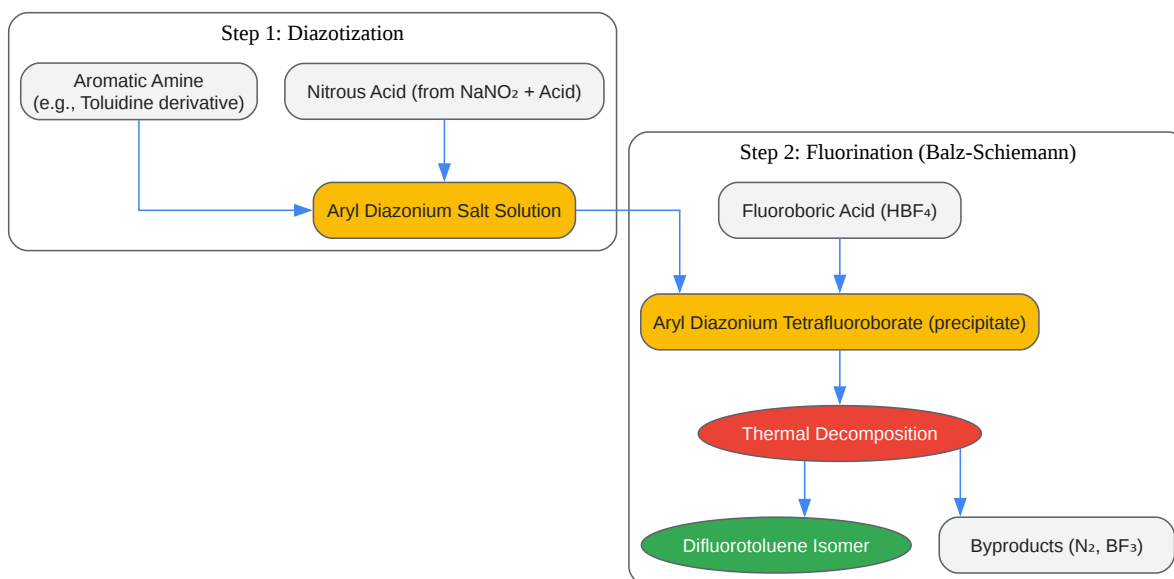 Step 1: Diazotization
Aromatic Amine
(e.g., Toluidine derivative)
Nitrous Acid (from NaNO₂ + Acid)
Aryl Diazonium Salt Solution
Step 2: Fluorination (Balz-Schiemann)
Fluoroboric Acid (HBF₄)
Aryl Diazonium Tetrafluoroborate (precipitate)
Thermal Decomposition
Difluorotoluene Isomer
Byproducts (N₂, BF₃)